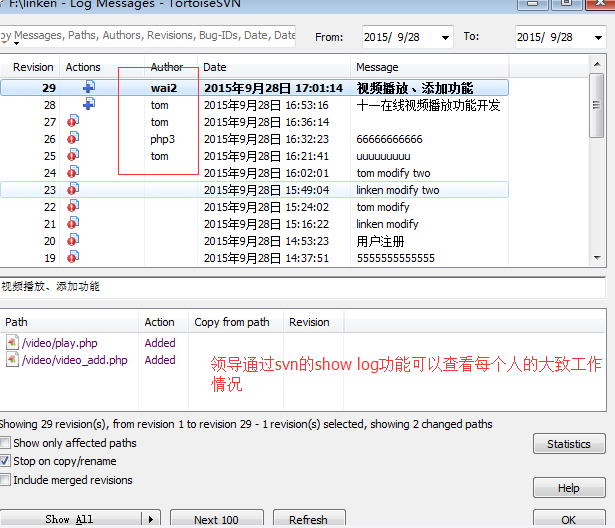 F:\linken - Log Messages - TortoiseSVN
by Messages, Paths, Authors, Revisions, Bug-IDs, Date, Date
From: 2015/ 9/28 To: 2015/ 9/28
Revision Actions Author Date Message
29 wai2 2015年9月28日 17:01:14 视频播放、添加功能
28 tom 2015年9月28日 16:53:16 十一在线视频播放功能开发
27 tom 2015年9月28日 16:36:14
26 php3 2015年9月28日 16:32:23 66666666666
25 tom 2015年9月28日 16:21:41 uuuuuuuuu
24 2015年9月28日 16:02:01 tom modify two
23 2015年9月28日 15:49:04 linken modify two
22 2015年9月28日 15:24:02 tom modify
21 2015年9月28日 15:16:22 linken modify
20 2015年9月28日 14:53:23 用户注册
19 2015年9月28日 14:37:51 5555555555555
视频播放、添加功能
Path Action Copy from path Revision
/video/play.php Added
/video/video_add.php Added
领导通过svn的show log功能可以查看每个人的大致工作
情况
Showing 29 revision(s), from revision 1 to revision 29 - 1 revision(s) selected, showing 2 changed paths
Show only affected paths
Statistics
Stop on copy/rename
Include merged revisions
Help
Show All Next 100 Refresh OK